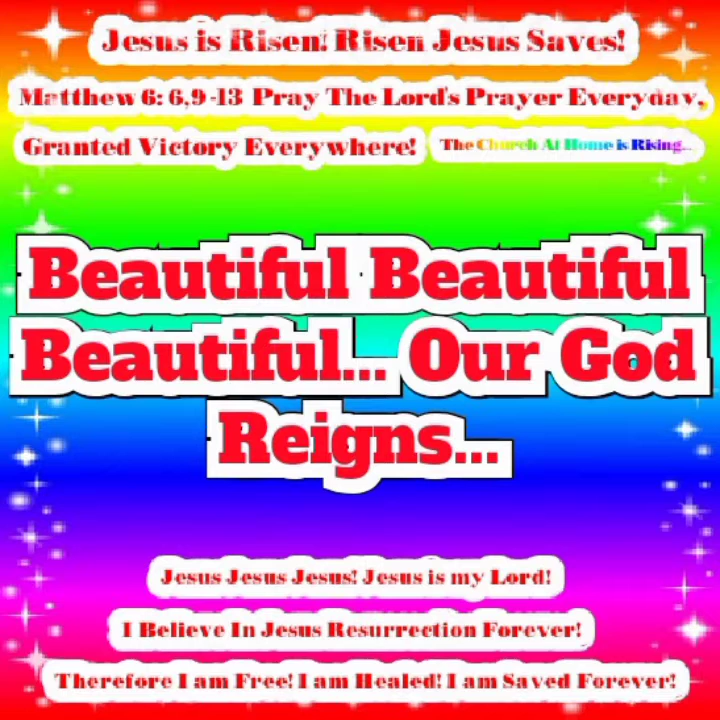 Jesus is Risen! Risen Jesus Saves!
Matthew 6: 6,9-13 Pray The Lord's Prayer Everyday,
Granted Victory Everywhere! The Church At Home is Rising...
Beautiful Beautiful
Beautiful... Our God
Reigns...
Jesus Jesus Jesus! Jesus is my Lord!
I Believe In Jesus Resurrection Forever!
Therefore I am Free! I am Healed! I am Saved Forever!